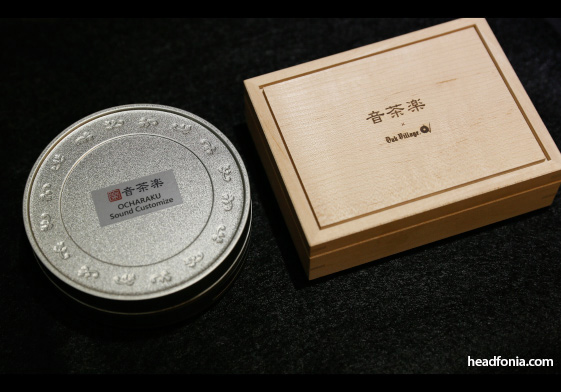 音茶楽
OCHARAKU
Sound Customize
音茶楽
×
Oak Village
headfonia.com